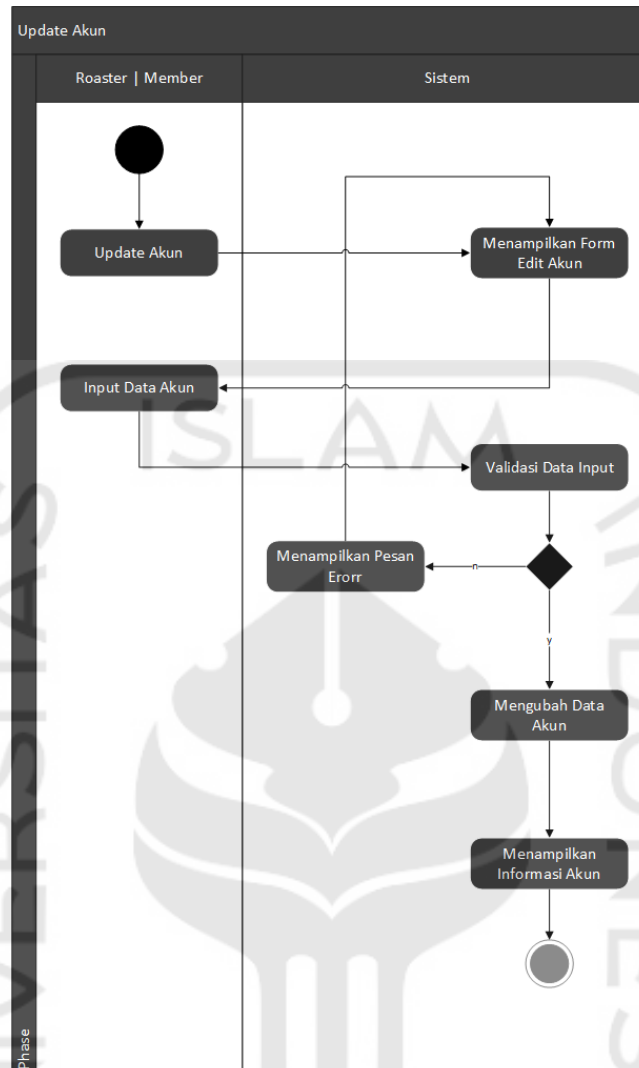 Update Akun
Roaster | Member
Sistem
Update Akun
Menampilkan Form
Edit Akun
Input Data Akun
ISLAM
Validasi Data Input
Menampilkan Pesan
Erorr
n
y
Mengubah Data
Akun
Menampilkan
Informasi Akun
Phase